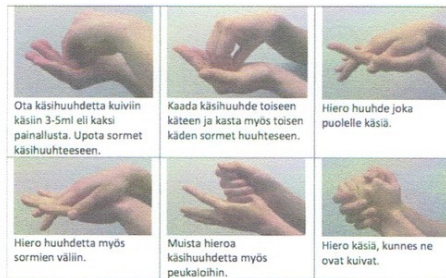 Ota käsihuuhdetta kuiviin
käsiin 3-5ml eli kaksi
painallusta. Upota sormet
käsihuuhteeseen.
Kaada käsihuuhde toiseen
käteen ja kasta myös toisen
käden sormet huuhteseen.
Hiero huuhde joka
puolelle käsiä.
Hiero huuhdetta myös
sormien väliin.
Muista hieroa
käsihuuhdetta myös
peukaloihin.
Hiero käsiä, kunnes ne
ovat kuivat.